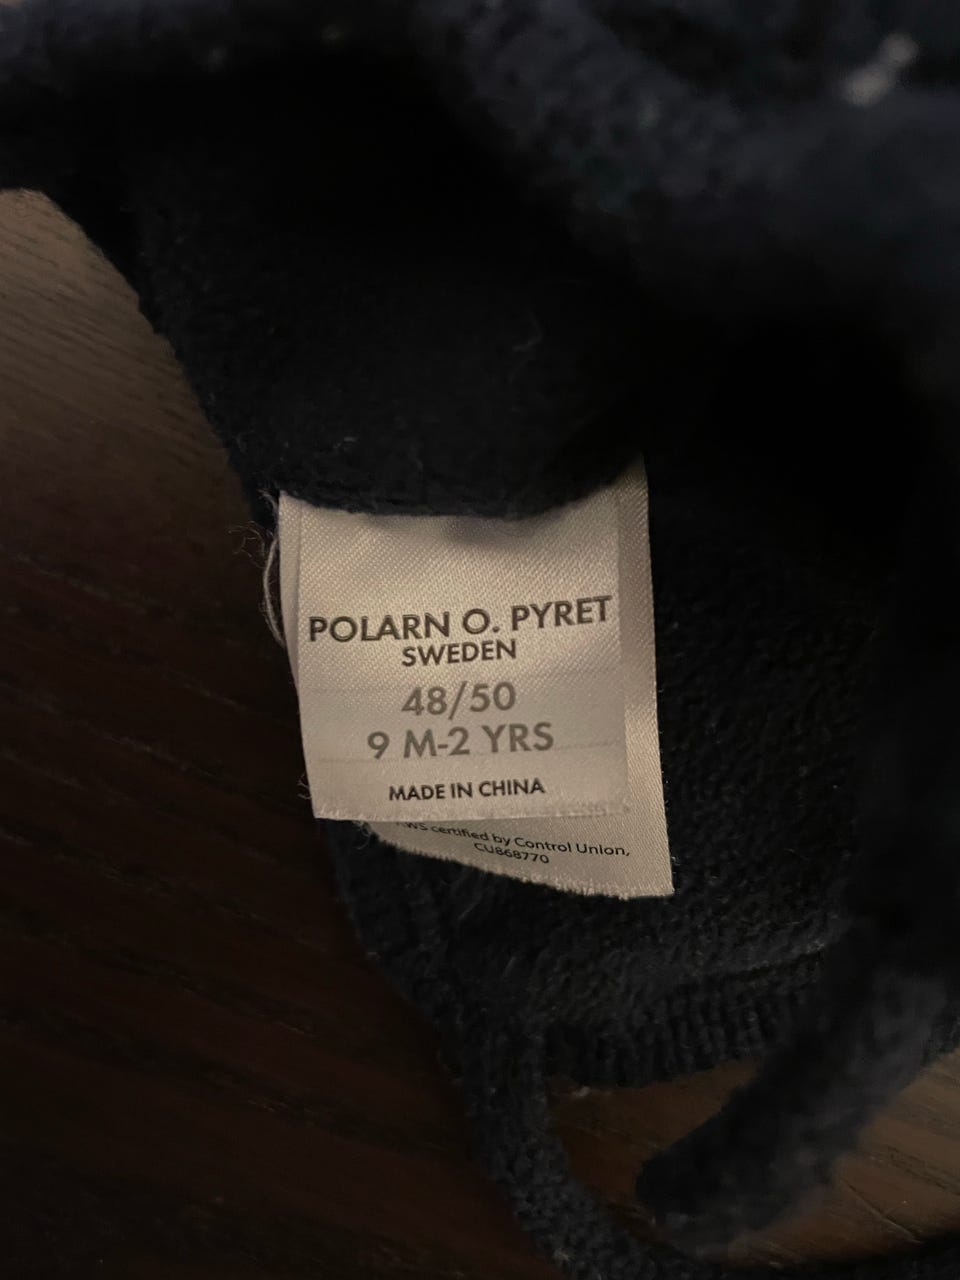 POLARN O. PYRET
SWEDEN
48/50
9 M-2 YRS
MADE IN CHINA
certified by Control Union,
CU868770